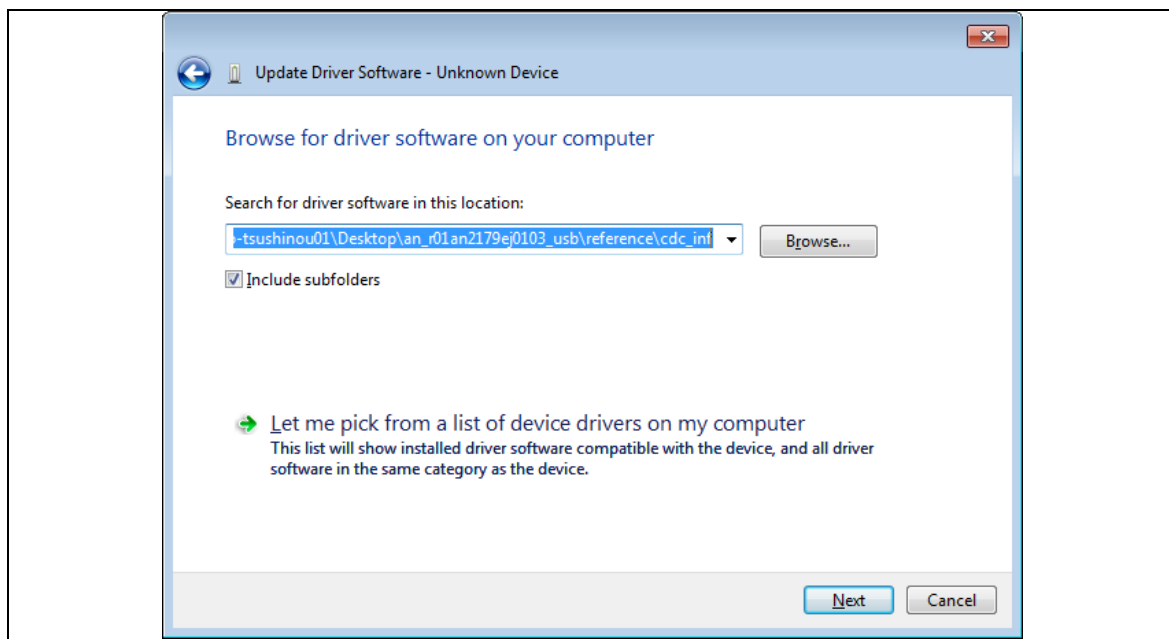 Update Driver Software - Unknown Device
Browse for driver software on your computer
Search for driver software in this location:
-tsushinou01\Desktop\an_r01an2179ej0103_usb\reference\cdc_inf
Browse...
Include subfolders
Let me pick from a list of device drivers on my computer
This list will show installed driver software compatible with the device, and all driver
software in the same category as the device.
Next
Cancel